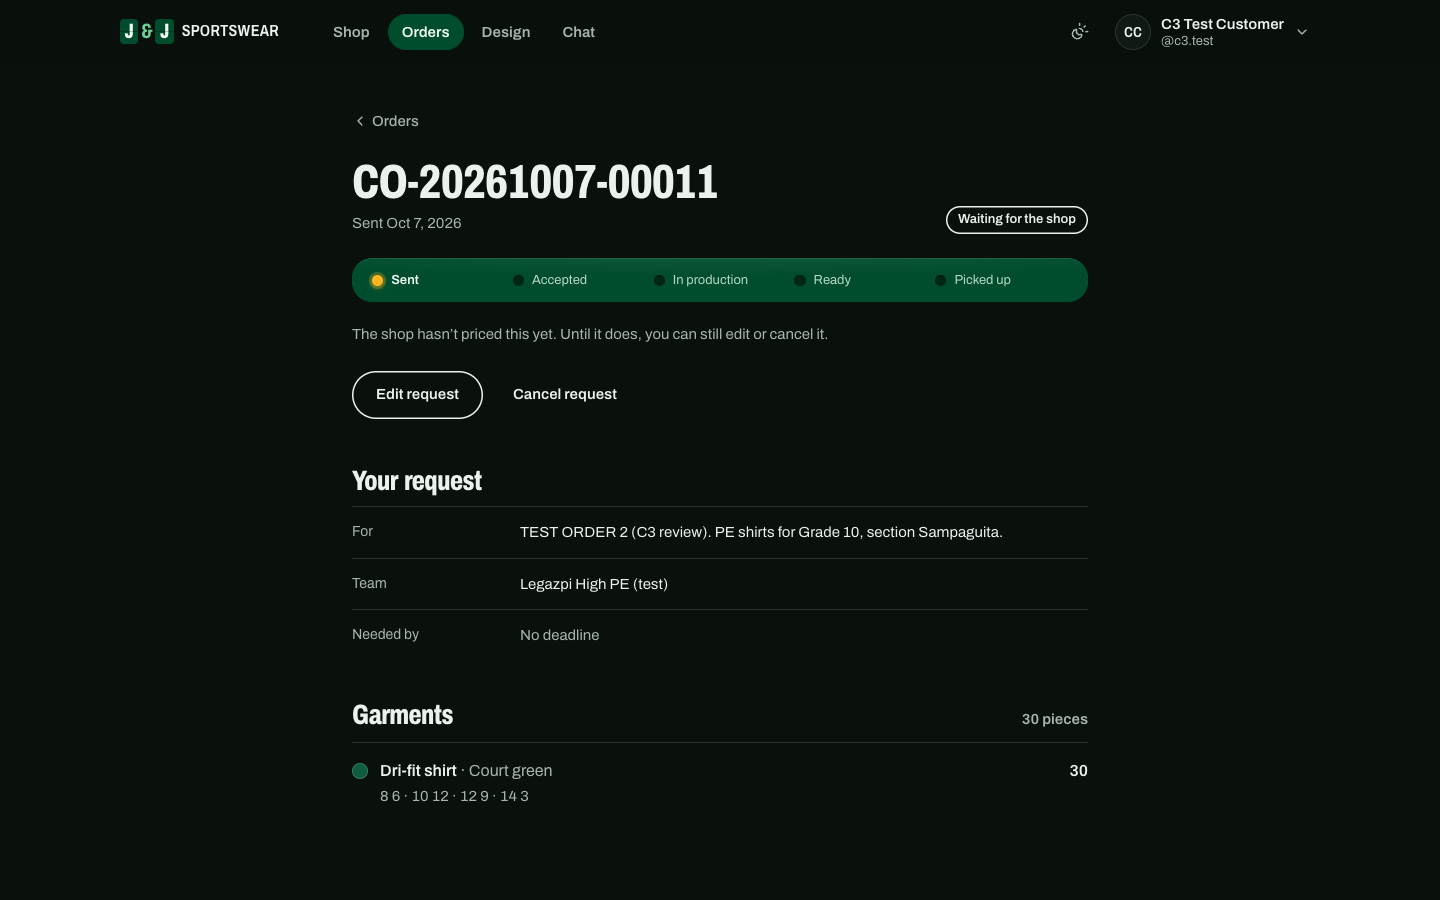 J & J SPORTSWEAR
Shop
Orders
Design
Chat
CC
C3 Test Customer
@c3.test
Orders
CO-20261007-00011
Sent Oct 7, 2026
Waiting for the shop
Sent
Accepted
In production
Ready
Picked up
The shop hasn’t priced this yet. Until it does, you can still edit or cancel it.
Edit request
Cancel request
Your request
For
TEST ORDER 2 (C3 review). PE shirts for Grade 10, section Sampaguita.
Team
Legazpi High PE (test)
Needed by
No deadline
Garments
30 pieces
Dri-fit shirt · Court green
30
8 6 · 10 12 · 12 9 · 14 3